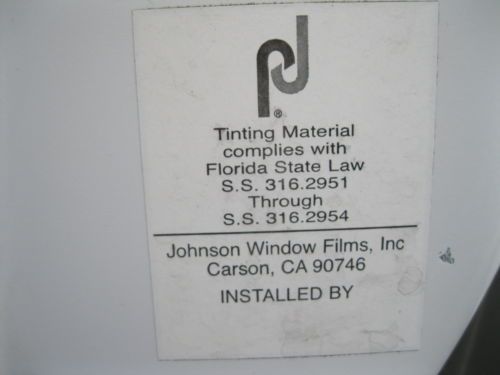 ®
Tinting Material
complies with
Florida State Law
S.S. 316.2951
Through
S.S. 316.2954
Johnson Window Films, Inc
Carson, CA 90746
INSTALLED BY